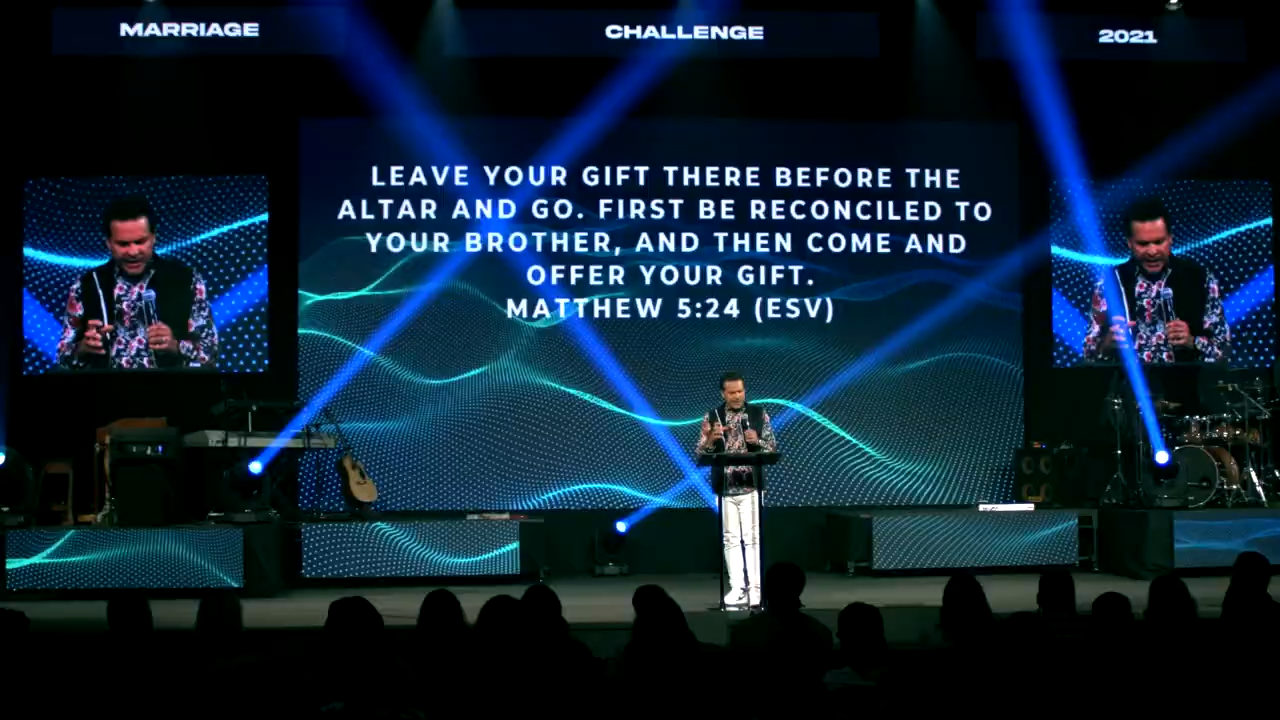 MARRIAGE CHALLENGE 2021
LEAVE YOUR GIFT THERE BEFORE THE
ALTAR AND GO. FIRST BE RECONCILED TO
YOUR BROTHER, AND THEN COME AND
OFFER YOUR GIFT.
MATTHEW 5:24 (ESV)